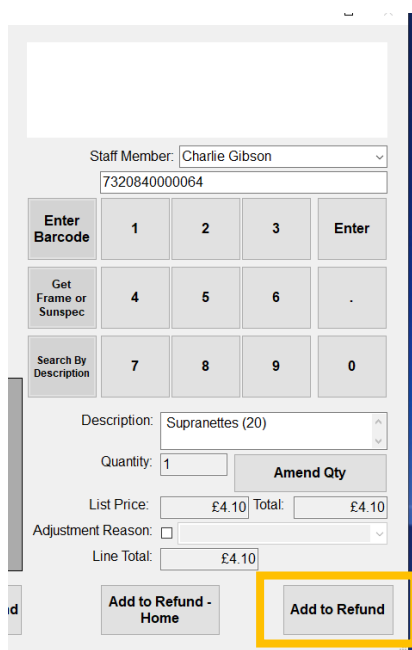 Staff Member: Charlie Gibson
7320840000064
Enter Barcode 1 2 3 Enter
Get Frame or Sunspec 4 5 6 .
Search By Description 7 8 9 0
Description: Supranettes (20)
Quantity: 1 Amend Qty
List Price: £4.10 Total: £4.10
Adjustment Reason:
Line Total: £4.10
nd Add to Refund - Home Add to Refund